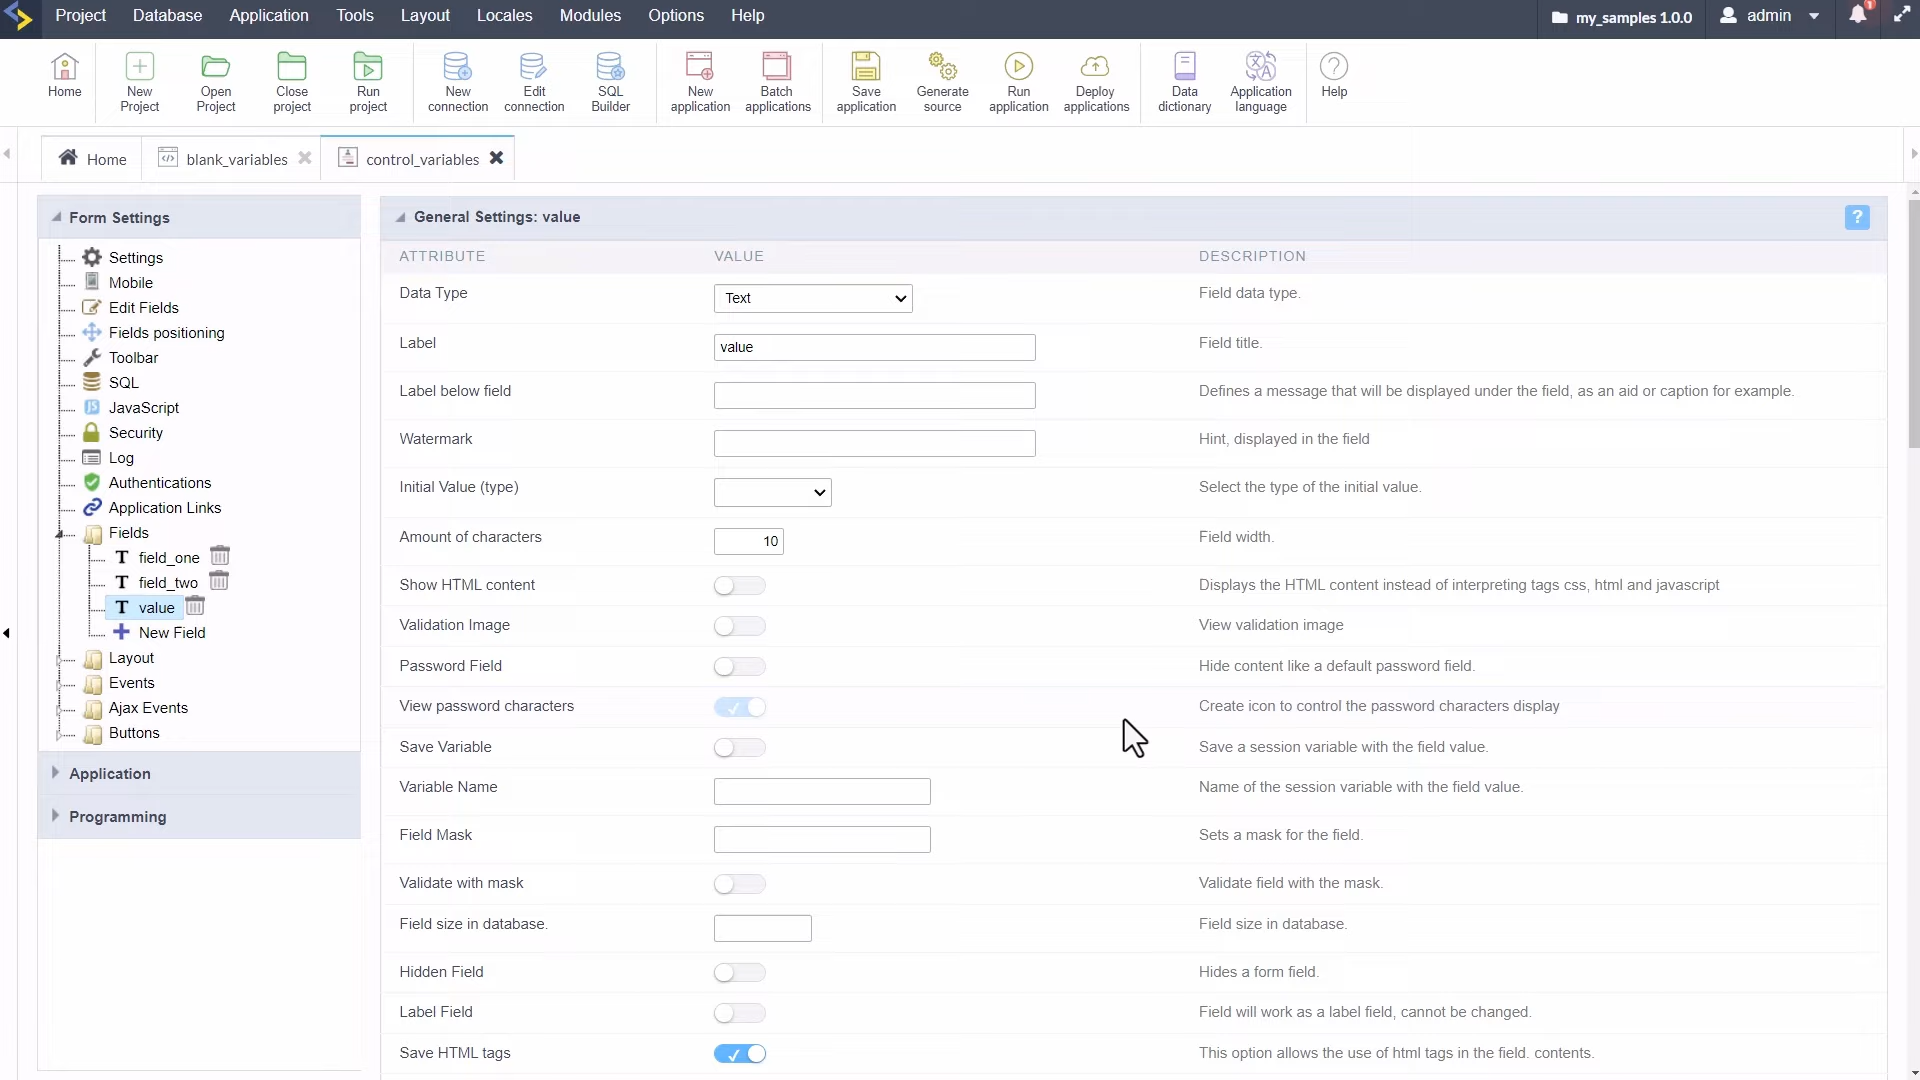 Project Database Application Tools Layout Locales Modules Options Help my_samples 1.0.0 admin 1
Home
New Project
Open Project
Close project
Run project
New connection
Edit connection
SQL Builder
New application
Batch applications
Save application
Generate source
Run application
Deploy applications
Data dictionary
Application language
Help
Home blank_variables control_variables
Form Settings
Settings
Mobile
Edit Fields
Fields positioning
Toolbar
SQL
JavaScript
Security
Log
Authentications
Application Links
Fields
T field_one
T field_two
T value
New Field
Layout
Events
Ajax Events
Buttons
Application
Programming
General Settings: value ?
ATTRIBUTE VALUE DESCRIPTION
Data Type Text Field data type.
Label value Field title.
Label below field Defines a message that will be displayed under the field, as an aid or caption for example.
Watermark Hint, displayed in the field
Initial Value (type) Select the type of the initial value.
Amount of characters 10 Field width.
Show HTML content Displays the HTML content instead of interpreting tags css, html and javascript
Validation Image View validation image
Password Field Hide content like a default password field.
View password characters Create icon to control the password characters display
Save Variable Save a session variable with the field value.
Variable Name Name of the session variable with the field value.
Field Mask Sets a mask for the field.
Validate with mask Validate field with the mask.
Field size in database. Field size in database.
Hidden Field Hides a form field.
Label Field Field will work as a label field, cannot be changed.
Save HTML tags This option allows the use of html tags in the field. contents.